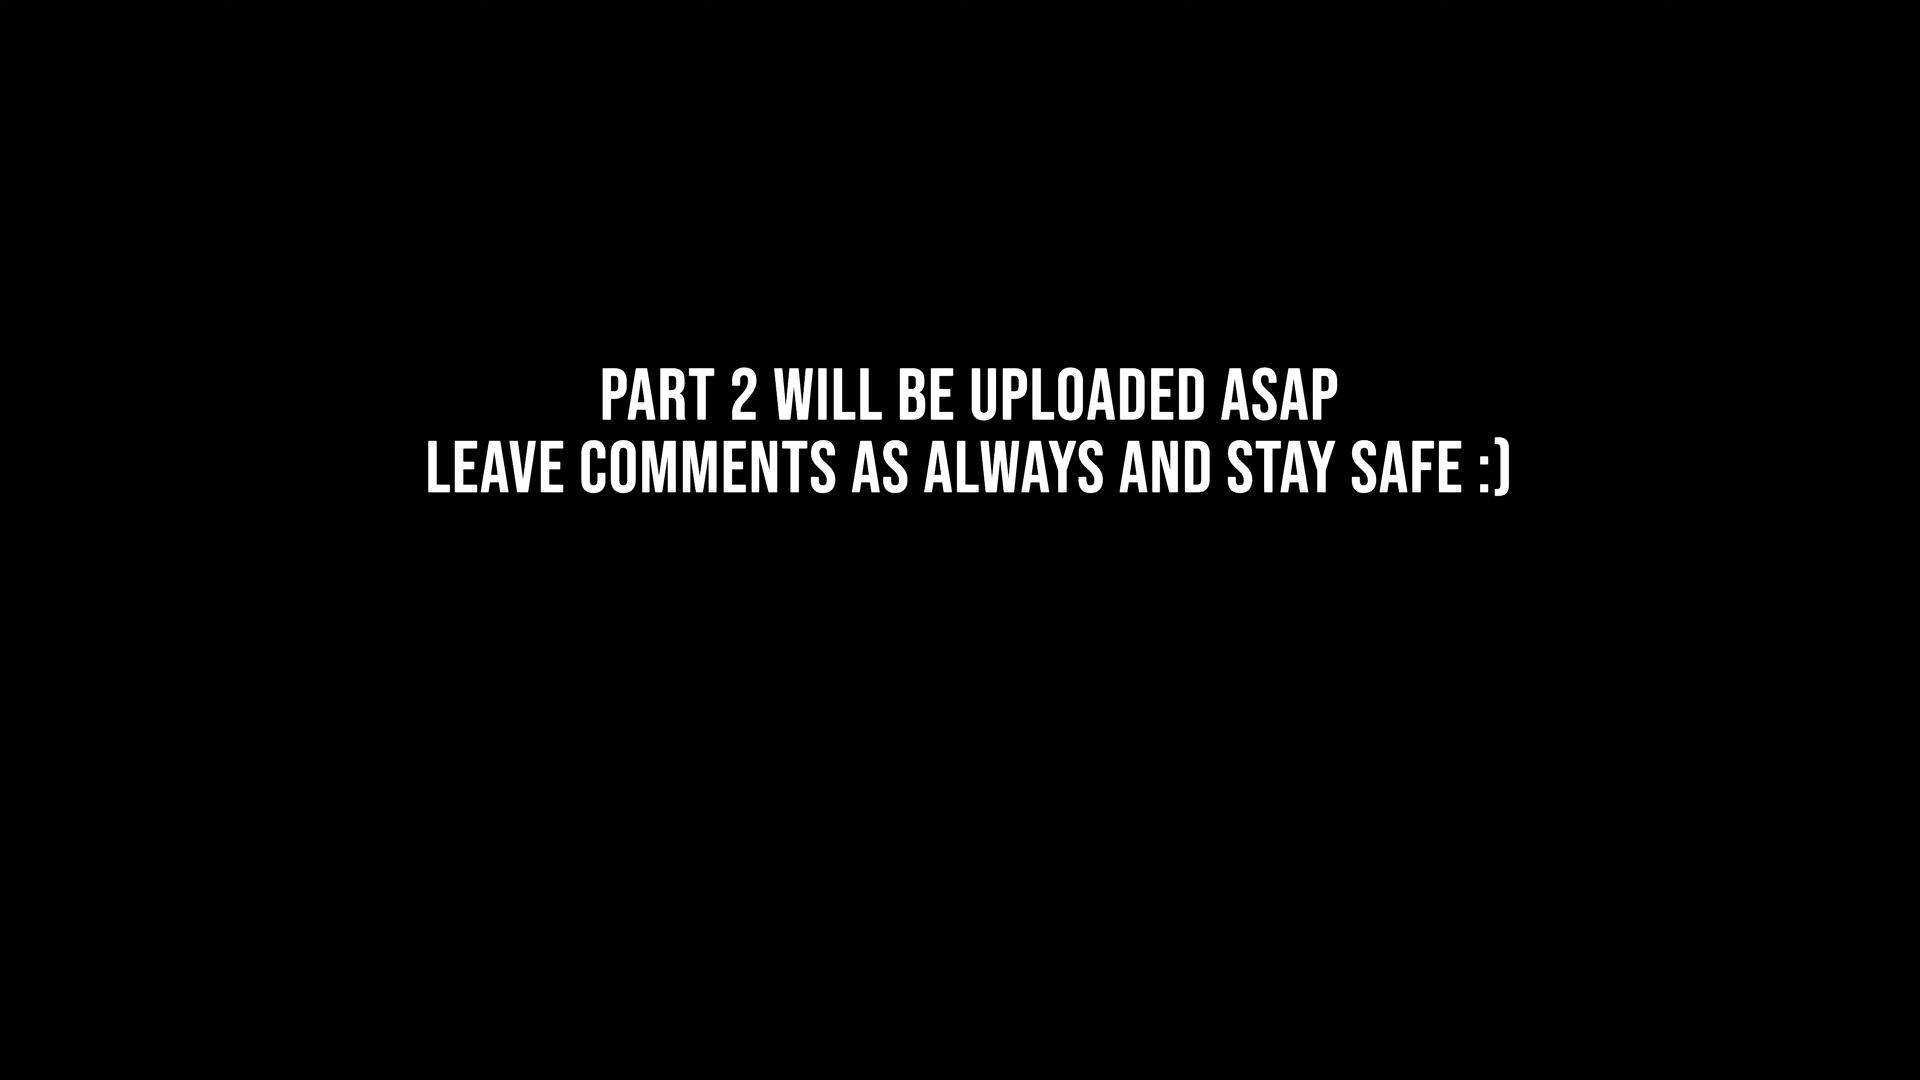 PART 2 WILL BE UPLOADED ASAP
LEAVE COMMENTS AS ALWAYS AND STAY SAFE :)